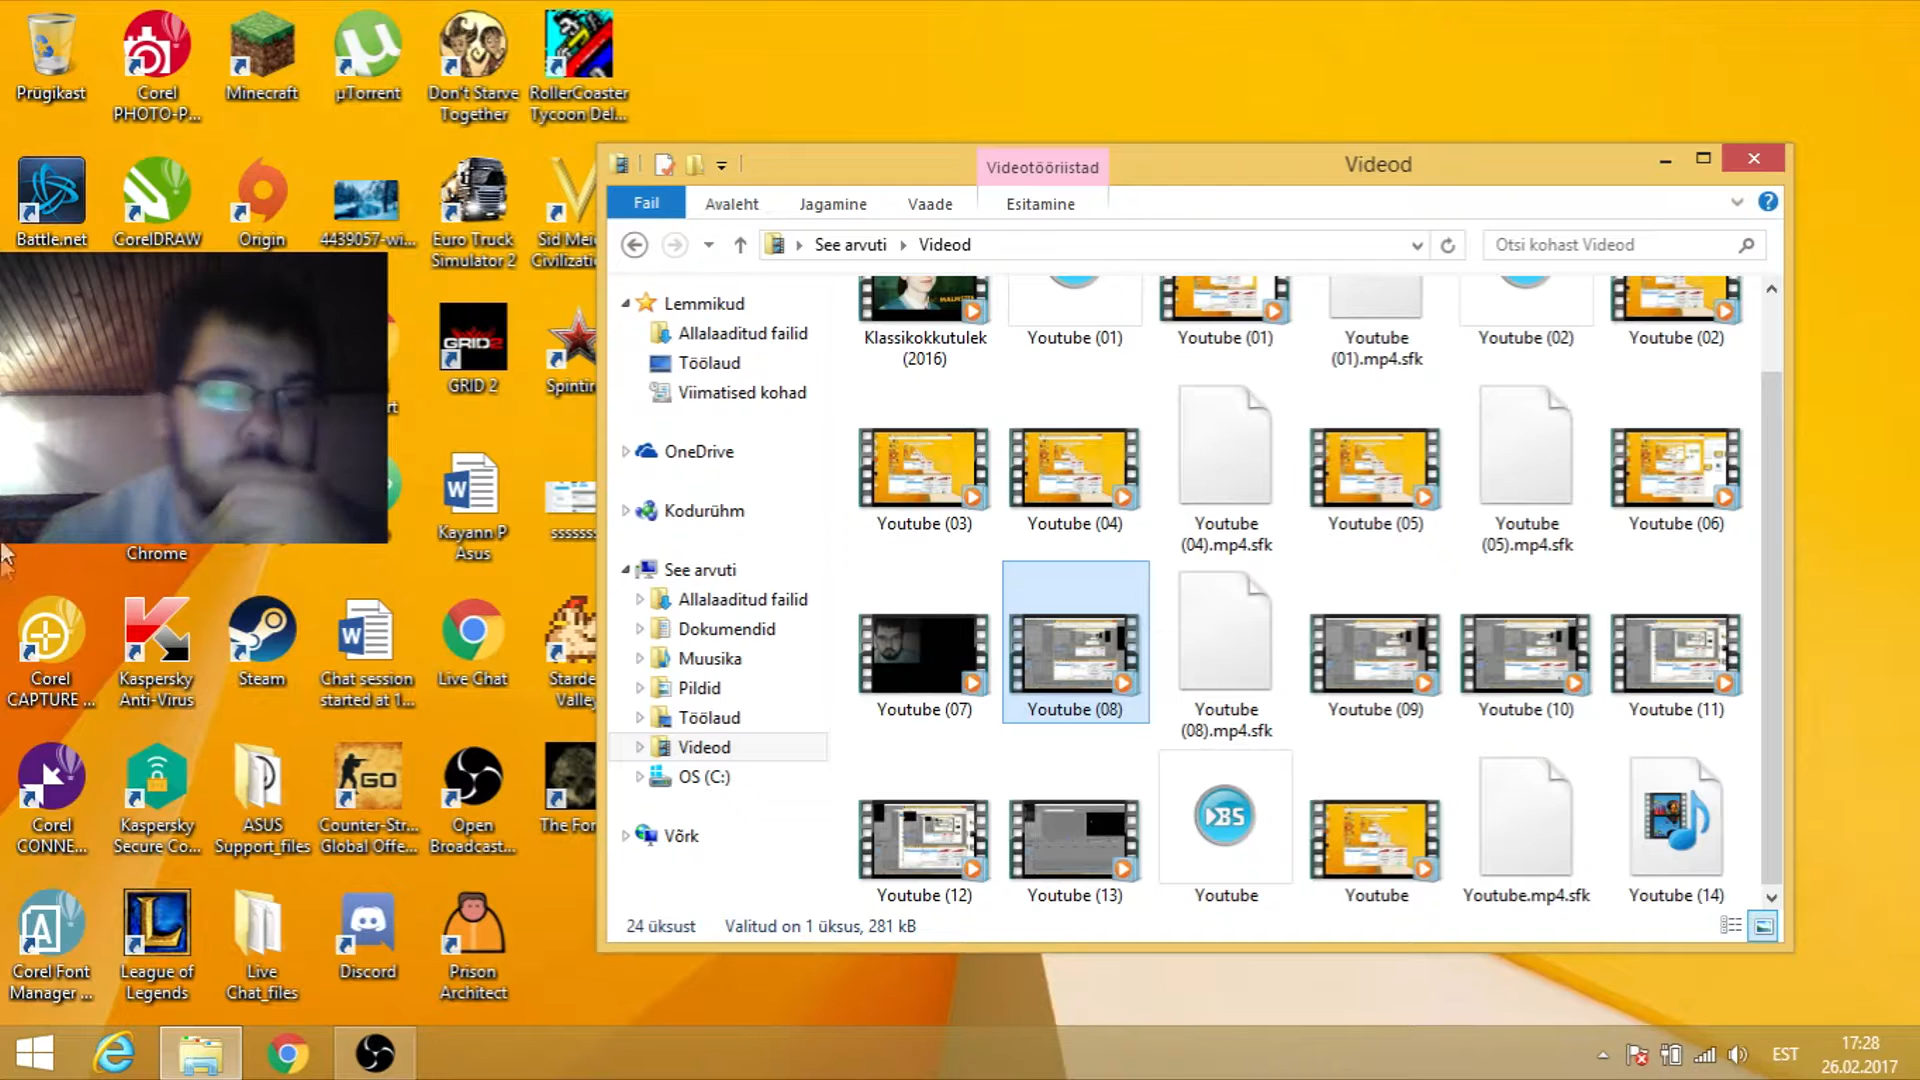 Prügikast
Corel
PHOTO-P...
Minecraft
µTorrent
Don't Starve
Together
RollerCoaster
Tycoon Del...
Battle.net
CorelDRAW
Origin
4439057-wi...
Euro Truck
Simulator 2
Sid Mei
Civilizati
GRID 2
GRID 2
Spintir
Chrome
Kayann P
Asus
ssssss
Corel
CAPTURE ...
Kaspersky
Anti-Virus
Steam
Chat session
started at 1...
Live Chat
Starde
Valley
Corel
CONNE...
Kaspersky
Secure Co...
ASUS
Support_files
GO
Counter-Str...
Global Offe...
Open
Broadcast...
The For
Corel Font
Manager ...
League of
Legends
Live
Chat_files
Discord
Prison
Architect
Videotööriistad
Videod
Fail
Avaleht
Jagamine
Vaade
Esitamine
See arvuti
Videod
Otsi kohast Videod
Lemmikud
Allalaaditud failid
Töölaud
Viimatised kohad
OneDrive
Kodurühm
See arvuti
Allalaaditud failid
Dokumendid
Muusika
Pildid
Töölaud
Videod
OS (C:)
Võrk
Klassikokkutulek
(2016)
Youtube (01)
Youtube (01)
Youtube
(01).mp4.sfk
Youtube (02)
Youtube (02)
Youtube (03)
Youtube (04)
Youtube
(04).mp4.sfk
Youtube (05)
Youtube
(05).mp4.sfk
Youtube (06)
Youtube (07)
Youtube (08)
Youtube
(08).mp4.sfk
Youtube (09)
Youtube (10)
Youtube (11)
Youtube (12)
Youtube (13)
BS
Youtube
Youtube
Youtube.mp4.sfk
Youtube (14)
24 üksust
Valitud on 1 üksus, 281 kB
EST
17:28
26.02.2017